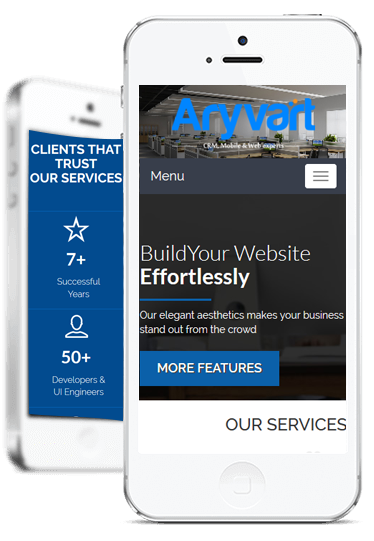 CLIENTS THAT
TRUST
OUR SERVICES
7+
Successful
Years
50+
Developers &
UI Engineers
Aryvart
CRM, Mobile & Web experts
Menu
BuildYour Website
Effortlessly
Our elegant aesthetics makes your business
stand out from the crowd
MORE FEATURES
OUR SERVICES